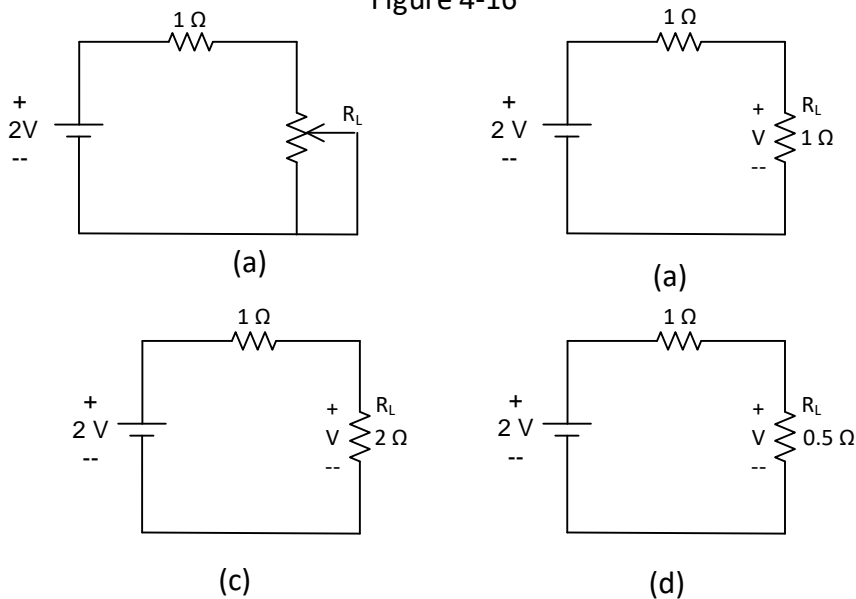 Figure 4-16
1 Ω
+
2V
--
R_L
(a)
1 Ω
+
2 V
--
+
V
--
R_L
1 Ω
(a)
1 Ω
+
2 V
--
+
V
--
R_L
2 Ω
(c)
1 Ω
+
2 V
--
+
V
--
R_L
0.5 Ω
(d)